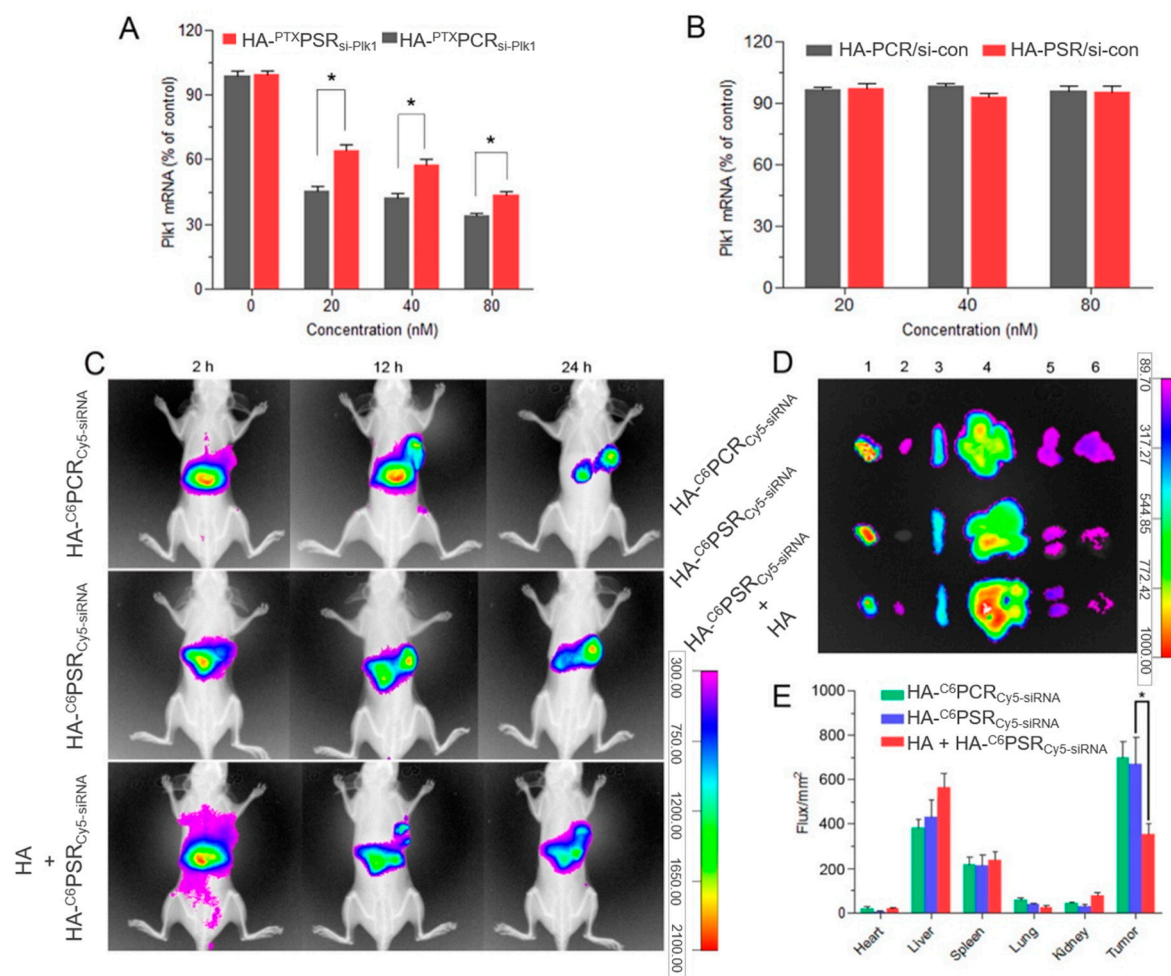 A
HA-PTXPSRsi-Plk1
HA-PTXPCRsi-Plk1
Plk1 mRNA (% of control)
120
90
60
30
0
*
*
*
0
20
40
80
Concentration (nM)
B
HA-PCR/si-con
HA-PSR/si-con
Plk1 mRNA (% of control)
120
90
60
30
0
20
40
80
Concentration (nM)
C
2 h
12 h
24 h
HA-C6PCRCy5-siRNA
HA-C6PSRCy5-siRNA
HA
+
HA-C6PSRCy5-siRNA
300.00
750.00
1200.00
1650.00
2100.00
D
1
2
3
4
5
6
HA-C6PCRCy5-siRNA
HA-C6PSRCy5-siRNA
HA-C6PSRCy5-siRNA
+
HA
89.70
317.27
544.85
772.42
1000.00
E
HA-C6PCRCy5-siRNA
HA-C6PSRCy5-siRNA
HA + HA-C6PSRCy5-siRNA
*
Flux/mm2
1000
800
600
400
200
0
Heart
Liver
Spleen
Lung
Kidney
Tumor